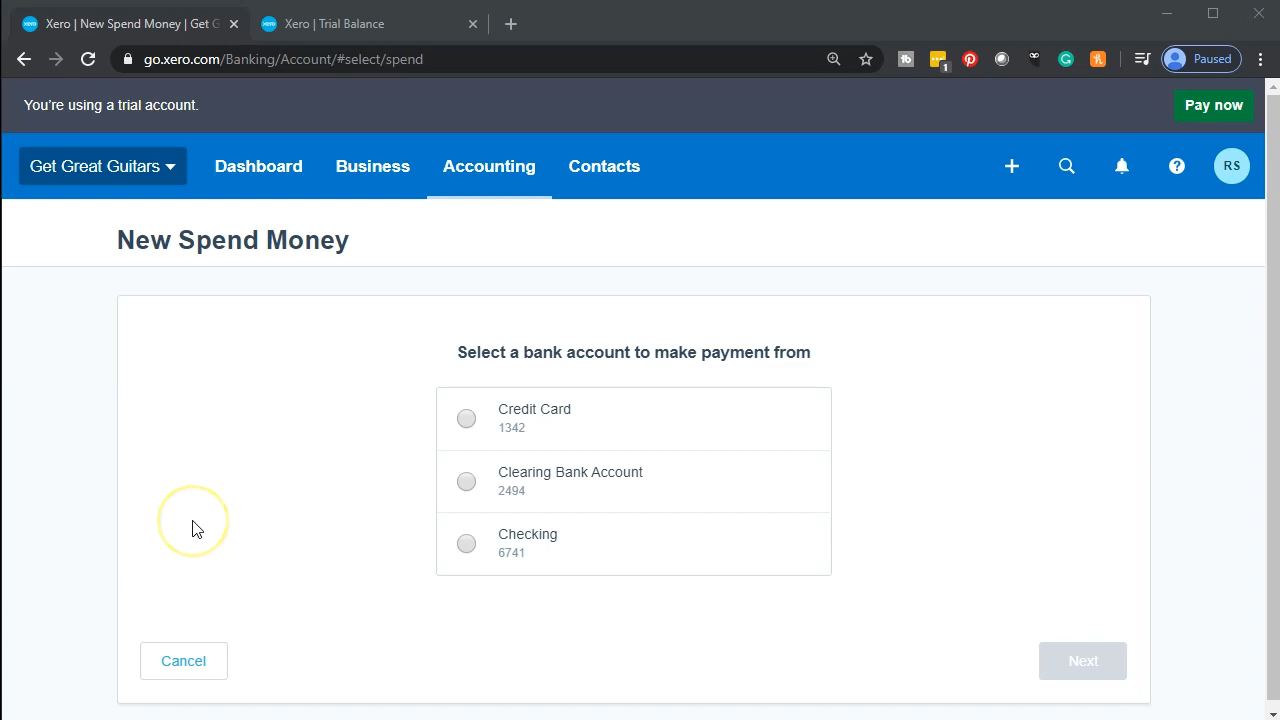 Xero | New Spend Money | Get G
Xero | Trial Balance
go.xero.com/Banking/Account/#select/spend
1
Paused
You're using a trial account.
Pay now
Get Great Guitars
Dashboard
Business
Accounting
Contacts
RS
New Spend Money
Select a bank account to make payment from
Credit Card
1342
Clearing Bank Account
2494
Checking
6741
Cancel
Next